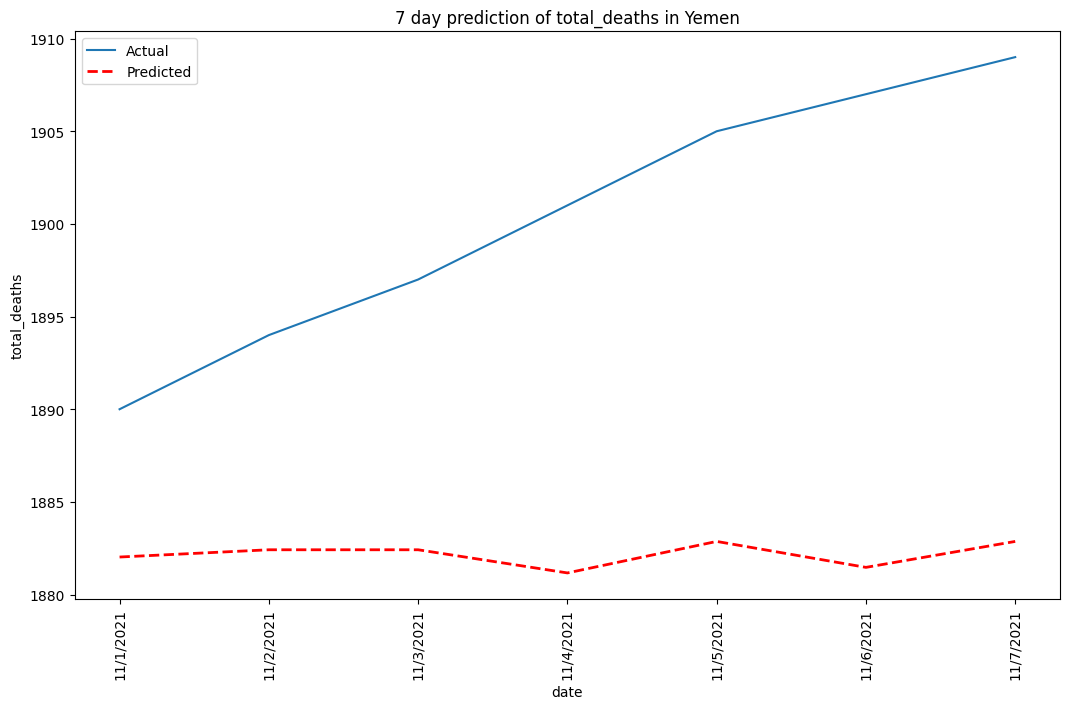 7 day prediction of total_deaths in Yemen
Actual
Predicted
1910
1905
1900
1895
1890
1885
1880
total_deaths
11/1/2021
11/2/2021
11/3/2021
11/4/2021
11/5/2021
11/6/2021
11/7/2021
date